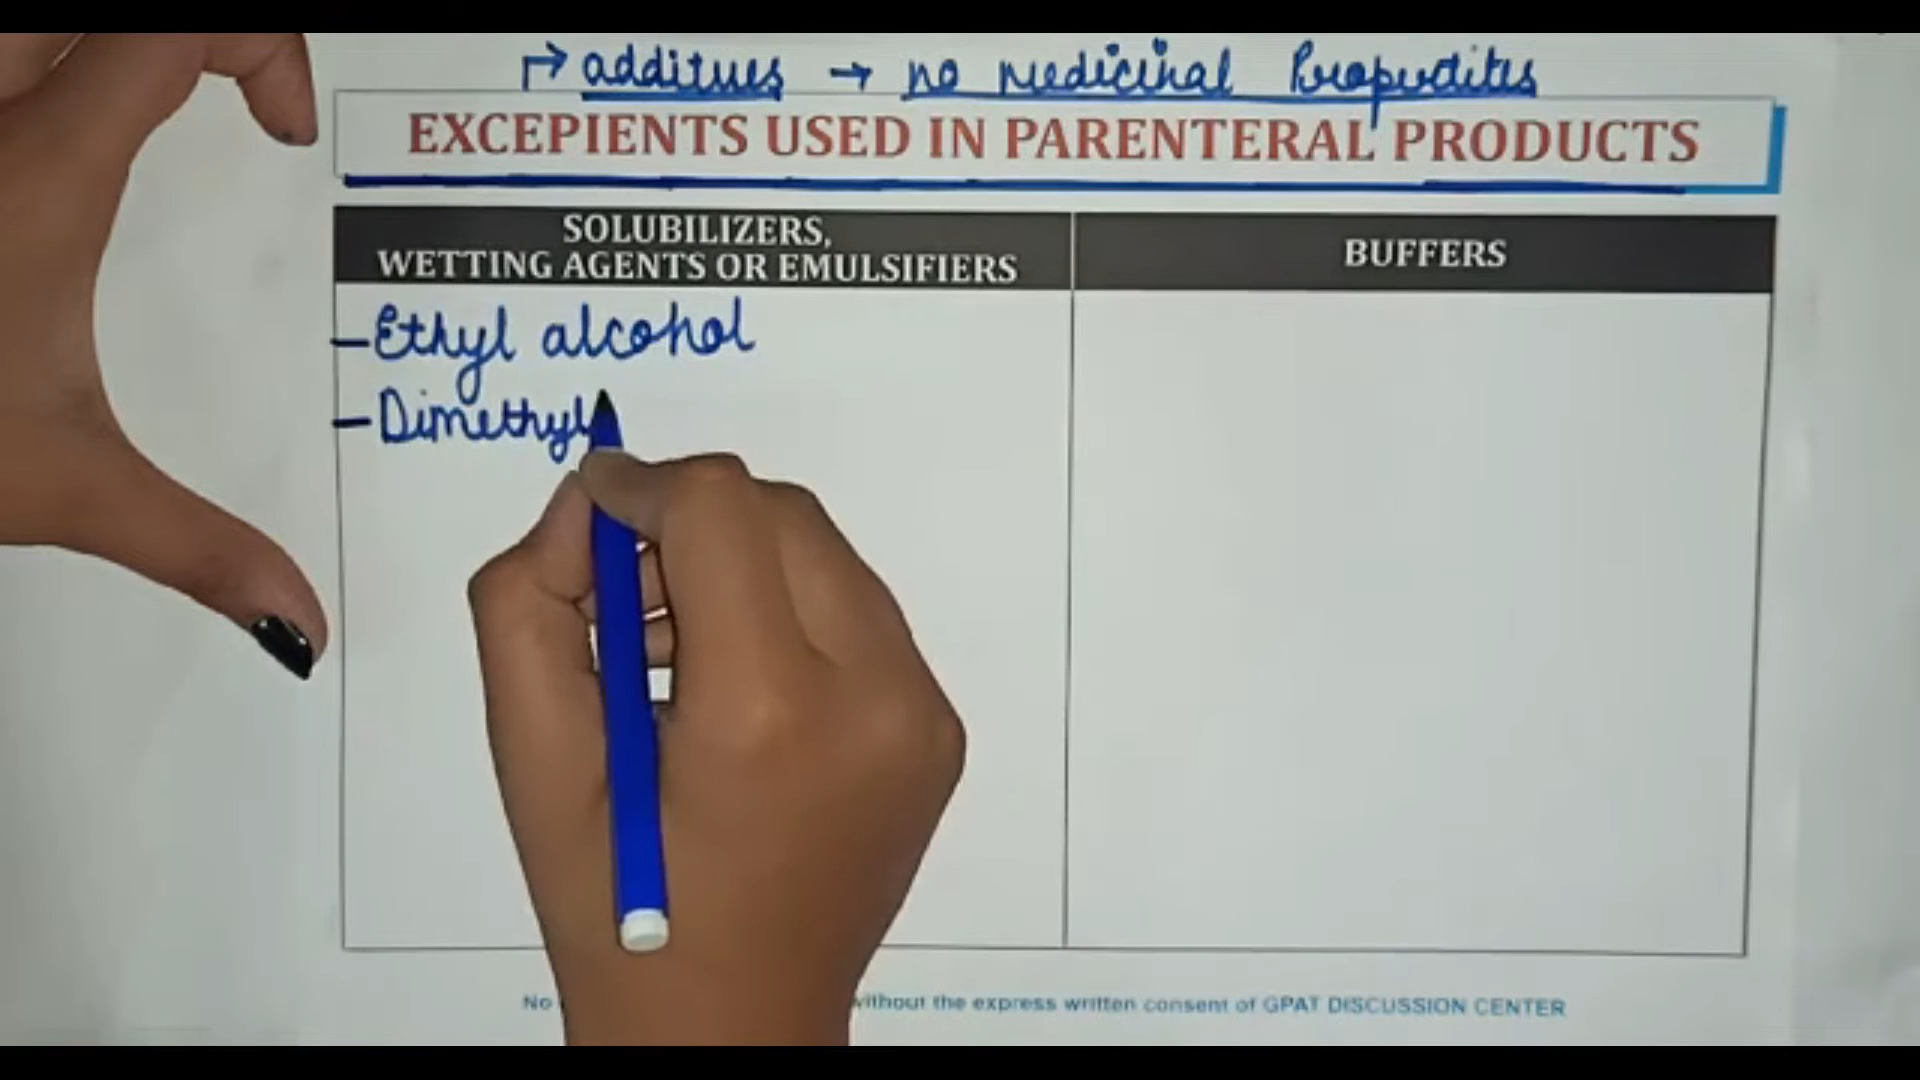 ↱ additives → no medicinal Properties
EXCEPIENTS USED IN PARENTERAL PRODUCTS
SOLUBILIZERS,
WETTING AGENTS OR EMULSIFIERS
BUFFERS
- Ethyl alcohol
- Dimethyl
No
without the express written consent of GPAT DISCUSSION CENTER